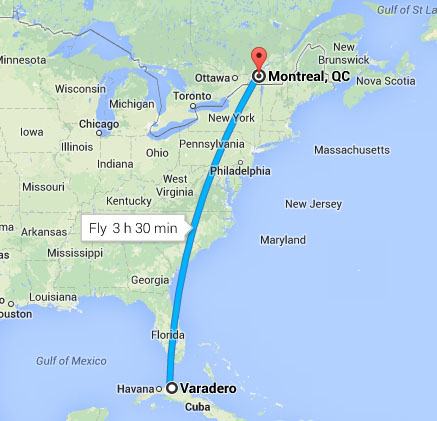 Gulf of St La
Minnesota
New
Brunswick
Montreal, QC
Ottawa
Nova Scotia
Wisconsin
Michigan
Toronto
New York
Iowa
Chicago
Illinois
Indiana
Ohio
Pennsylvania
Massachusetts
Philadelphia
West
Virginia
Missouri
Kentucky
New Jersey
Fly 3 h 30 min
Arkansas
Maryland
Mississippi
Georgia
Louisiana
ouston
Florida
Gulf of Mexico
Havana
Varadero
Cuba